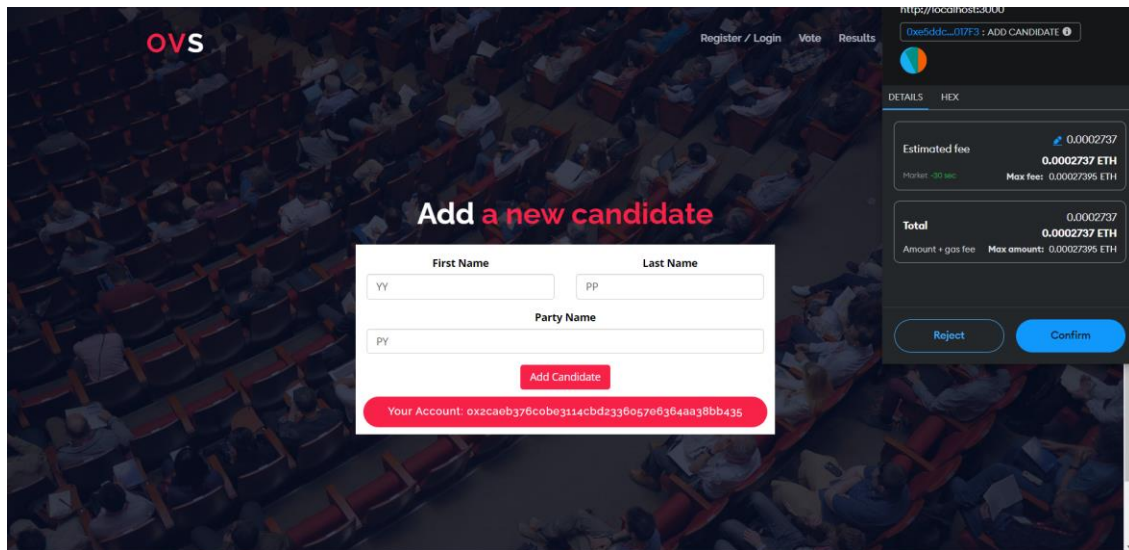 OVS
Register / Login Vote Results
Add a new candidate
First Name Last Name
YY PP
Party Name
PY
Add Candidate
Your Account: 0x2caeb376c0be3114cbd2336057e6364aa38bb435
http://localhost:3000
0xe5ddc...017F3 : ADD CANDIDATE
DETAILS HEX
Estimated fee 0.0002737
0.0002737 ETH
Market ~30 sec Max fee: 0.00027395 ETH
Total 0.0002737
0.0002737 ETH
Amount + gas fee Max amount: 0.00027395 ETH
Reject Confirm